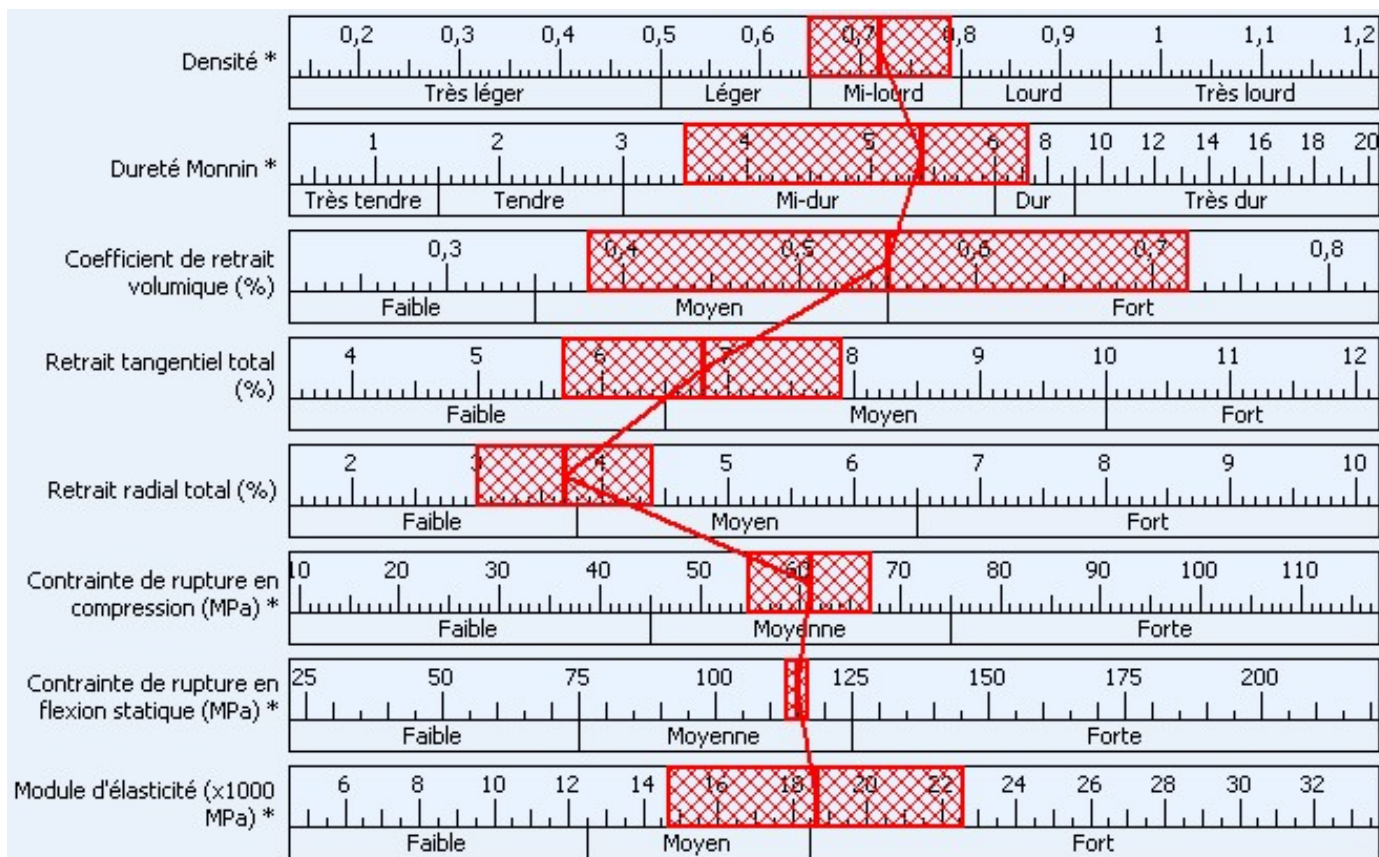 0,2 0,3 0,4 0,5 0,6 0,7 0,8 0,9 1 1,1 1,2
Densité *
Très léger Léger Mi-lourd Lourd Très lourd
1 2 3 4 5 6 8 10 12 14 16 18 20
Dureté Monnin *
Très tendre Tendre Mi-dur Dur Très dur
0,3 0,4 0,5 0,6 0,7 0,8
Coefficient de retrait
volumique (%)
Faible Moyen Fort
4 5 6 7 8 9 10 11 12
Retrait tangentiel total
(%)
Faible Moyen Fort
2 3 4 5 6 7 8 9 10
Retrait radial total (%)
Faible Moyen Fort
10 20 30 40 50 60 70 80 90 100 110
Contrainte de rupture en
compression (MPa) *
Faible Moyenne Forte
25 50 75 100 125 150 175 200
Contrainte de rupture en
flexion statique (MPa) *
Faible Moyenne Forte
6 8 10 12 14 16 18 20 22 24 26 28 30 32
Module d'élasticité (x1000
MPa) *
Faible Moyen Fort